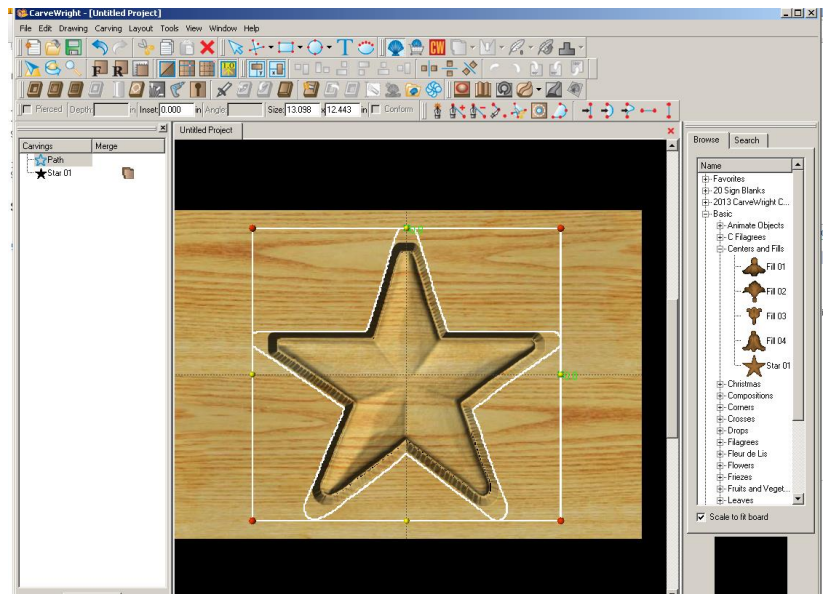 CarveWright - [Untitled Project]
File Edit Drawing Carving Layout Tools View Window Help
CW
F R
Pierced Depth: in Inset: 0.000 in Angle: Size: 13.098 x 12.443 in Conform
Untitled Project
Carvings Merge
Path
Star 01
Browse Search
Name
Favorites
20 Sign Blanks
2013 CarveWright C...
Basic
Animate Objects
C Filagrees
Centers and Fills
Fill 01
Fill 02
Fill 03
Fill 04
Star 01
Christmas
Compositions
Corners
Crosses
Drops
Filagrees
Fleur de Lis
Flowers
Friezes
Fruits and Veget...
Leaves
Scale to fit board